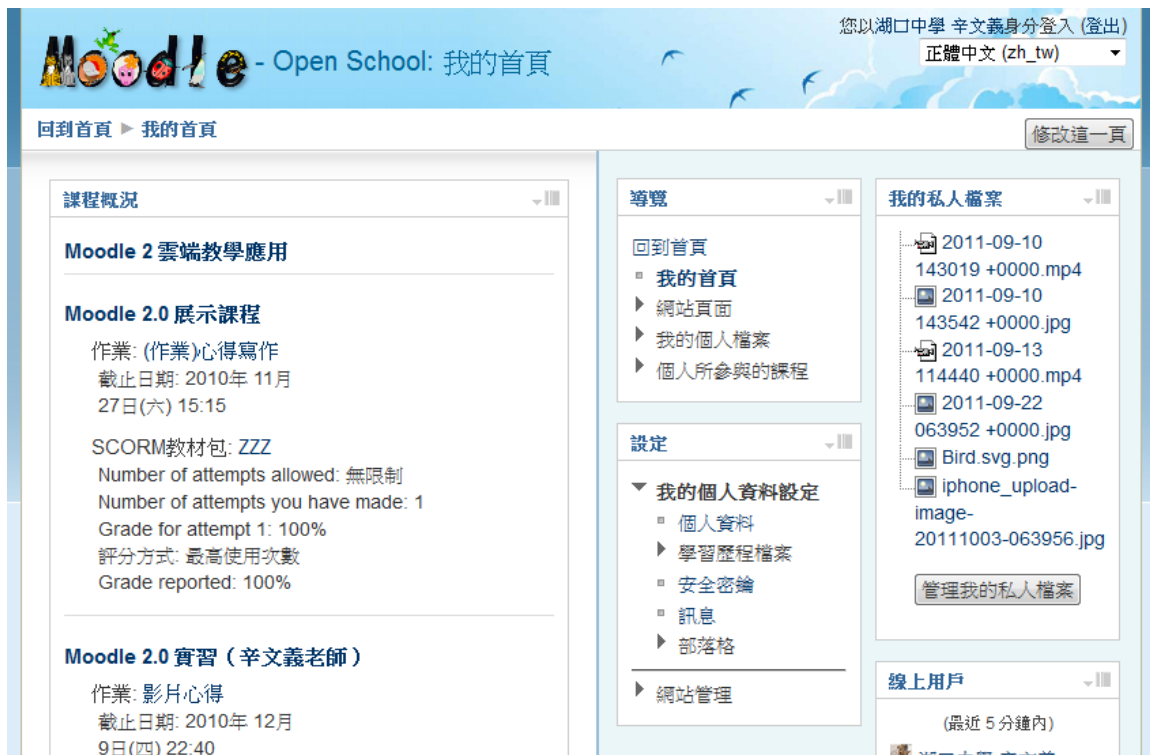 您以湖口中學 辛文義身分登入 (登出)
Moodle - Open School: 我的首頁
正體中文 (zh_tw)
回到首頁 ► 我的首頁
修改這一頁
課程概況
Moodle 2 雲端教學應用
Moodle 2.0 展示課程
作業: (作業)心得寫作
截止日期: 2010年 11月
27日(六) 15:15
SCORM教材包: ZZZ
Number of attempts allowed: 無限制
Number of attempts you have made: 1
Grade for attempt 1: 100%
評分方式: 最高使用次數
Grade reported: 100%
Moodle 2.0 實習（辛文義老師）
作業: 影片心得
截止日期: 2010年 12月
9日(四) 22:40
導覽
回到首頁
我的首頁
網站頁面
我的個人檔案
個人所參與的課程
設定
我的個人資料設定
個人資料
學習歷程檔案
安全密鑰
訊息
部落格
網站管理
我的私人檔案
2011-09-10
143019 +0000.mp4
2011-09-10
143542 +0000.jpg
2011-09-13
114440 +0000.mp4
2011-09-22
063952 +0000.jpg
Bird.svg.png
iphone_upload-
image-
20111003-063956.jpg
管理我的私人檔案
線上用戶
(最近 5 分鐘內)